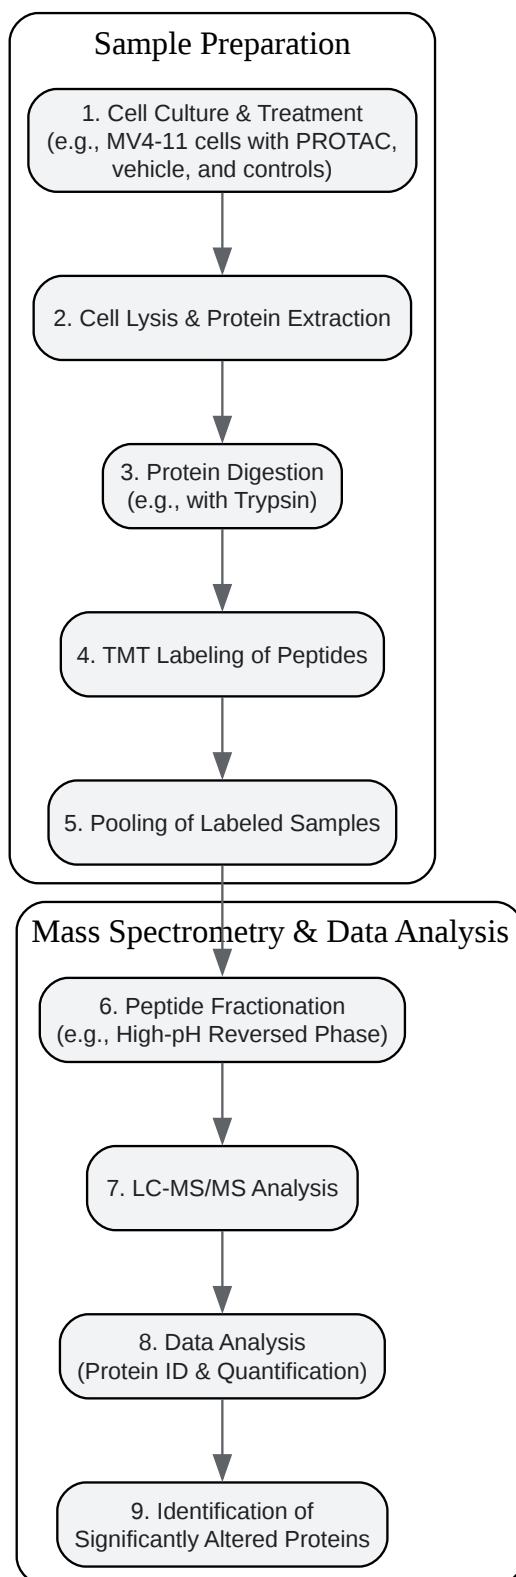 Sample Preparation
1. Cell Culture & Treatment
(e.g., MV4-11 cells with PROTAC,
vehicle, and controls)
2. Cell Lysis & Protein Extraction
3. Protein Digestion
(e.g., with Trypsin)
4. TMT Labeling of Peptides
5. Pooling of Labeled Samples
Mass Spectrometry & Data Analysis
6. Peptide Fractionation
(e.g., High-pH Reversed Phase)
7. LC-MS/MS Analysis
8. Data Analysis
(Protein ID & Quantification)
9. Identification of
Significantly Altered Proteins